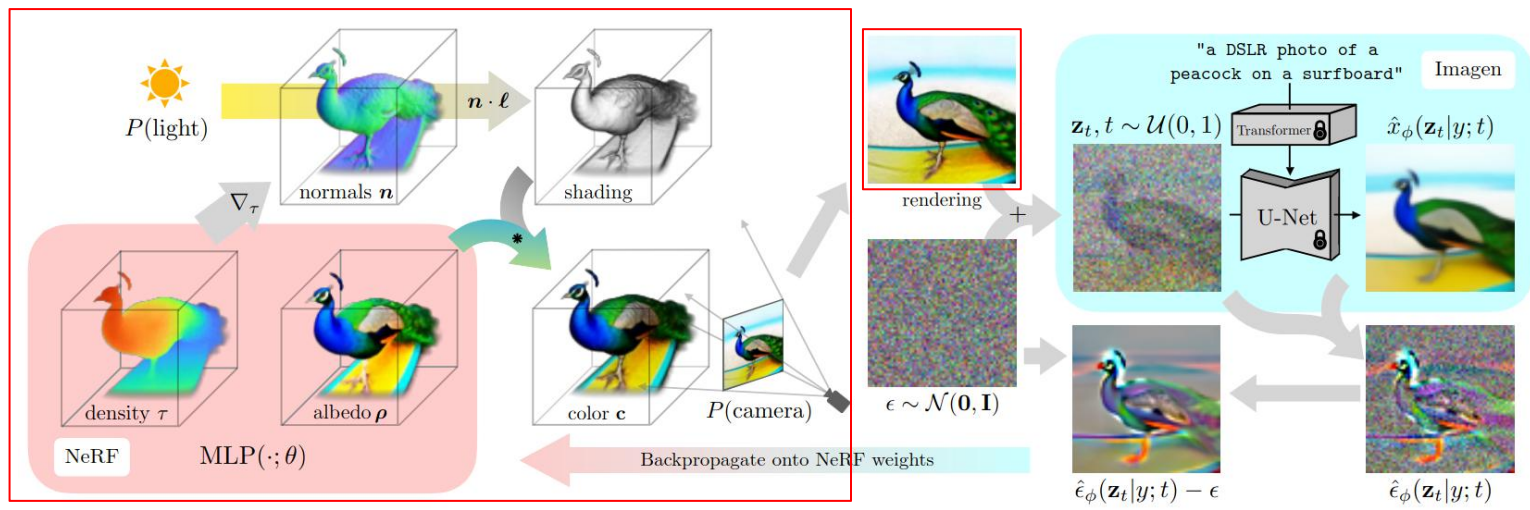 P(light)
n · ℓ
normals n
shading
∇τ
*
density τ
albedo ρ
color c
P(camera)
NeRF
MLP(·; θ)
rendering
+
ϵ ∼ N(0, I)
Backpropagate onto NeRF weights
"a DSLR photo of a
peacock on a surfboard"
Imagen
z_t, t ∼ U(0, 1)
Transformer
x̂_ϕ(z_t|y; t)
U-Net
ϵ̂_ϕ(z_t|y; t) − ϵ
ϵ̂_ϕ(z_t|y; t)